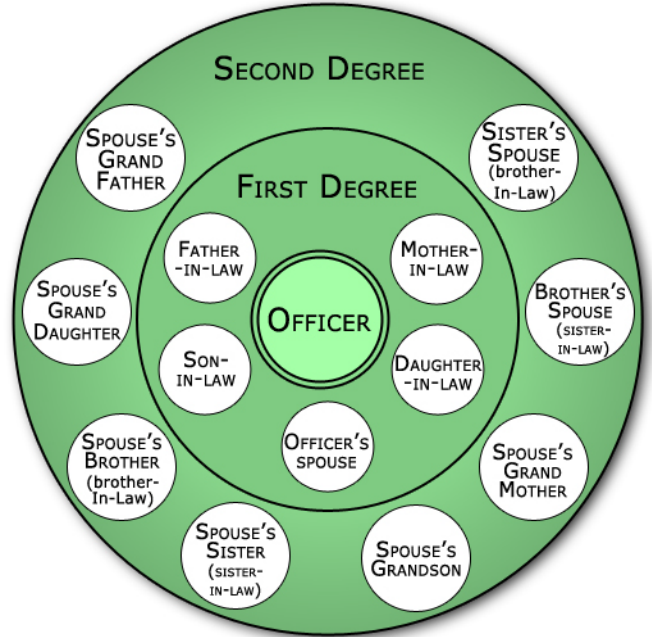 SECOND DEGREE
SPOUSE'S
GRAND
FATHER
SISTER'S
SPOUSE
(brother-
In-Law)
FIRST DEGREE
FATHER
-IN-LAW
MOTHER-
IN-LAW
OFFICER
SPOUSE'S
GRAND
DAUGHTER
BROTHER'S
SPOUSE
(SISTER-
IN-LAW)
SON-
IN-LAW
DAUGHTER
-IN-LAW
OFFICER'S
SPOUSE
SPOUSE'S
BROTHER
(brother-
In-Law)
SPOUSE'S
GRAND
MOTHER
SPOUSE'S
SISTER
(SISTER-
IN-LAW)
SPOUSE'S
GRANDSON